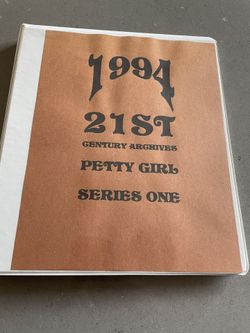 1994
21ST
CENTURY ARCHIVES
PETTY GIRL
SERIES ONE